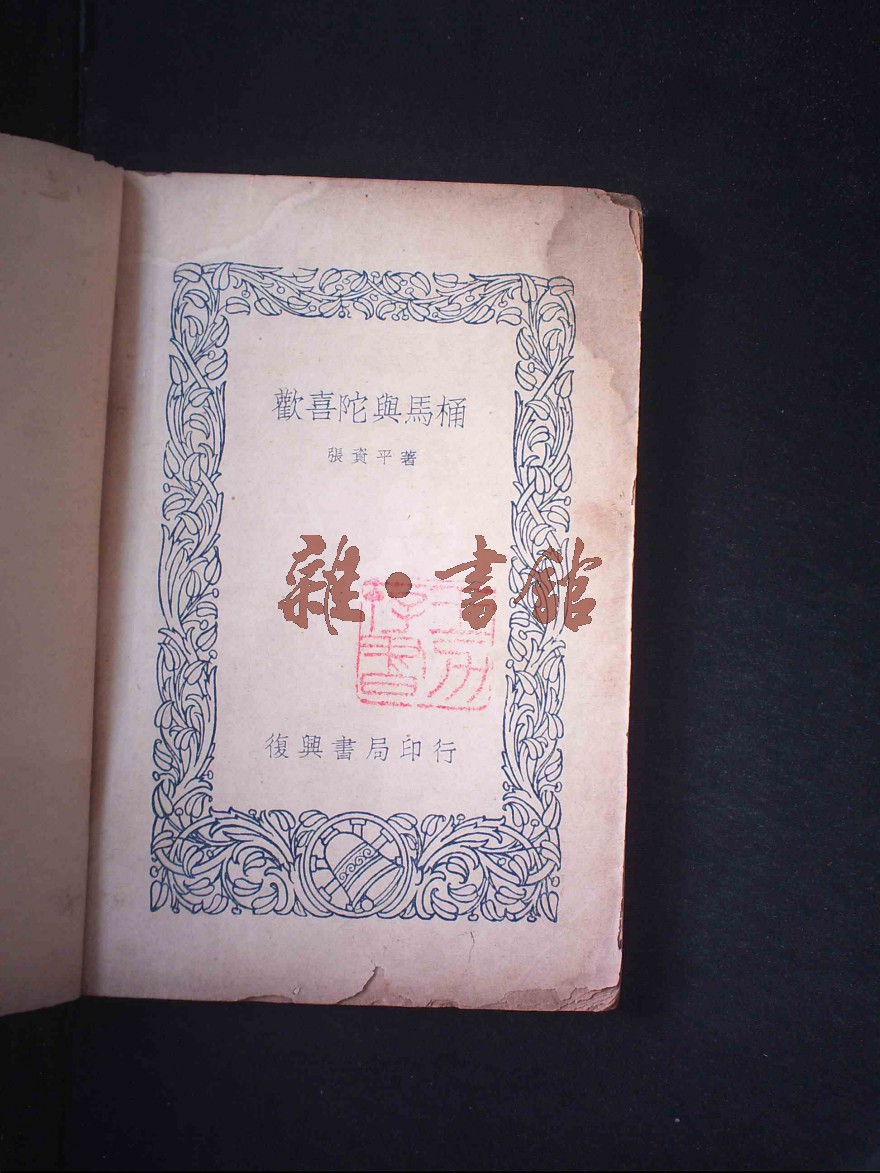 歡喜陀與馬桶
張資平著
雜·書館
復興書局印行